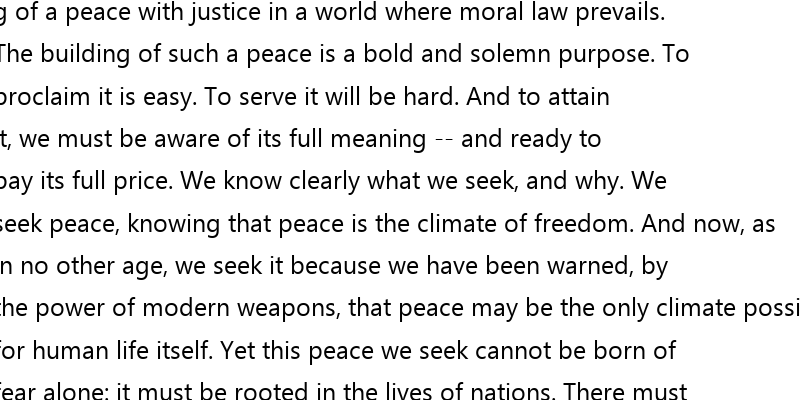 g of a peace with justice in a world where moral law prevails.
The building of such a peace is a bold and solemn purpose. To
proclaim it is easy. To serve it will be hard. And to attain
it, we must be aware of its full meaning -- and ready to
pay its full price. We know clearly what we seek, and why. We
seek peace, knowing that peace is the climate of freedom. And now, as
in no other age, we seek it because we have been warned, by
the power of modern weapons, that peace may be the only climate possi
for human life itself. Yet this peace we seek cannot be born of
fear alone: it must be rooted in the lives of nations. There must